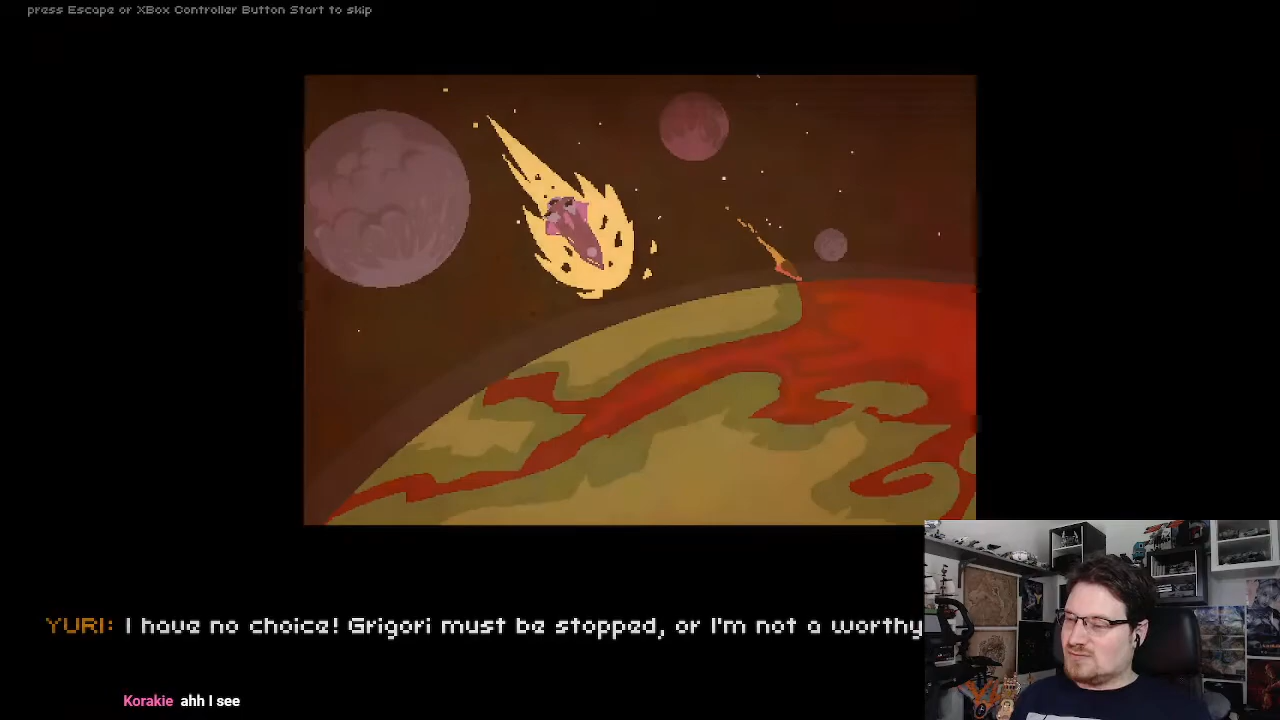 press Escape or XBox Controller Button Start to skip
YURI: I have no choice! Grigori must be stopped, or I'm not a worthy
Korakie ahh I see